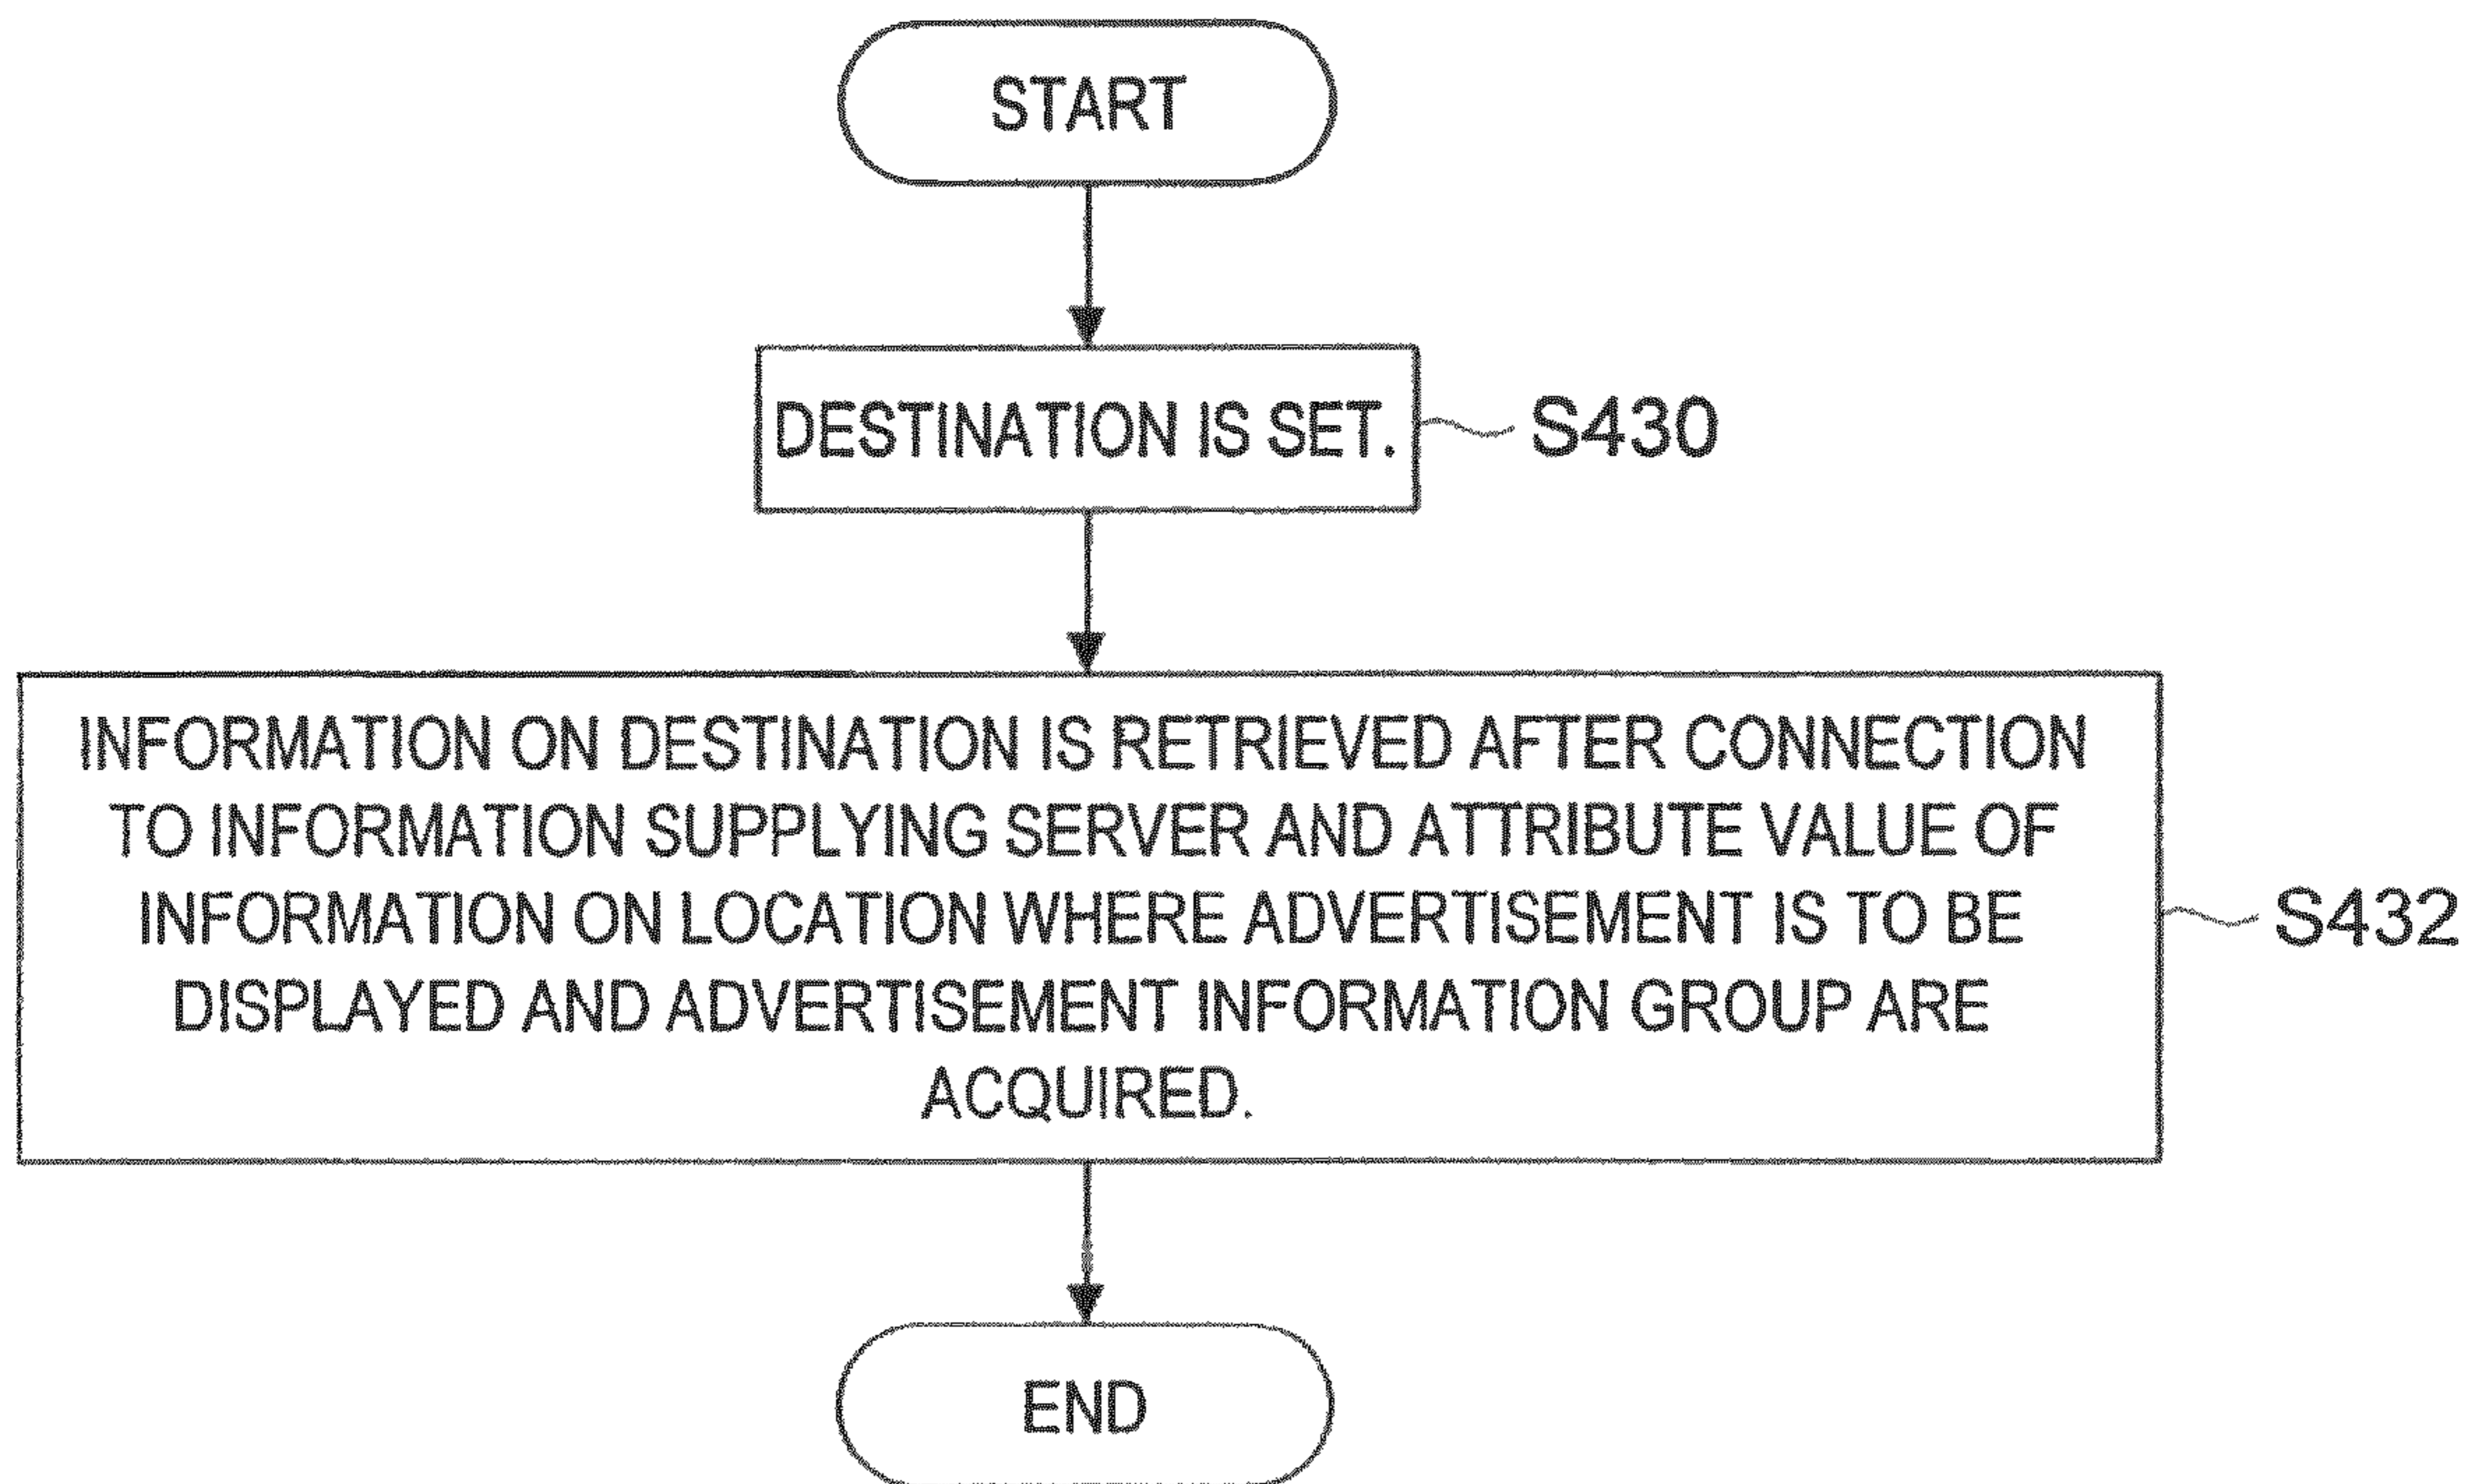 START
DESTINATION IS SET.
S430
INFORMATION ON DESTINATION IS RETRIEVED AFTER CONNECTION
TO INFORMATION SUPPLYING SERVER AND ATTRIBUTE VALUE OF
INFORMATION ON LOCATION WHERE ADVERTISEMENT IS TO BE
DISPLAYED AND ADVERTISEMENT INFORMATION GROUP ARE
ACQUIRED.
S432
END